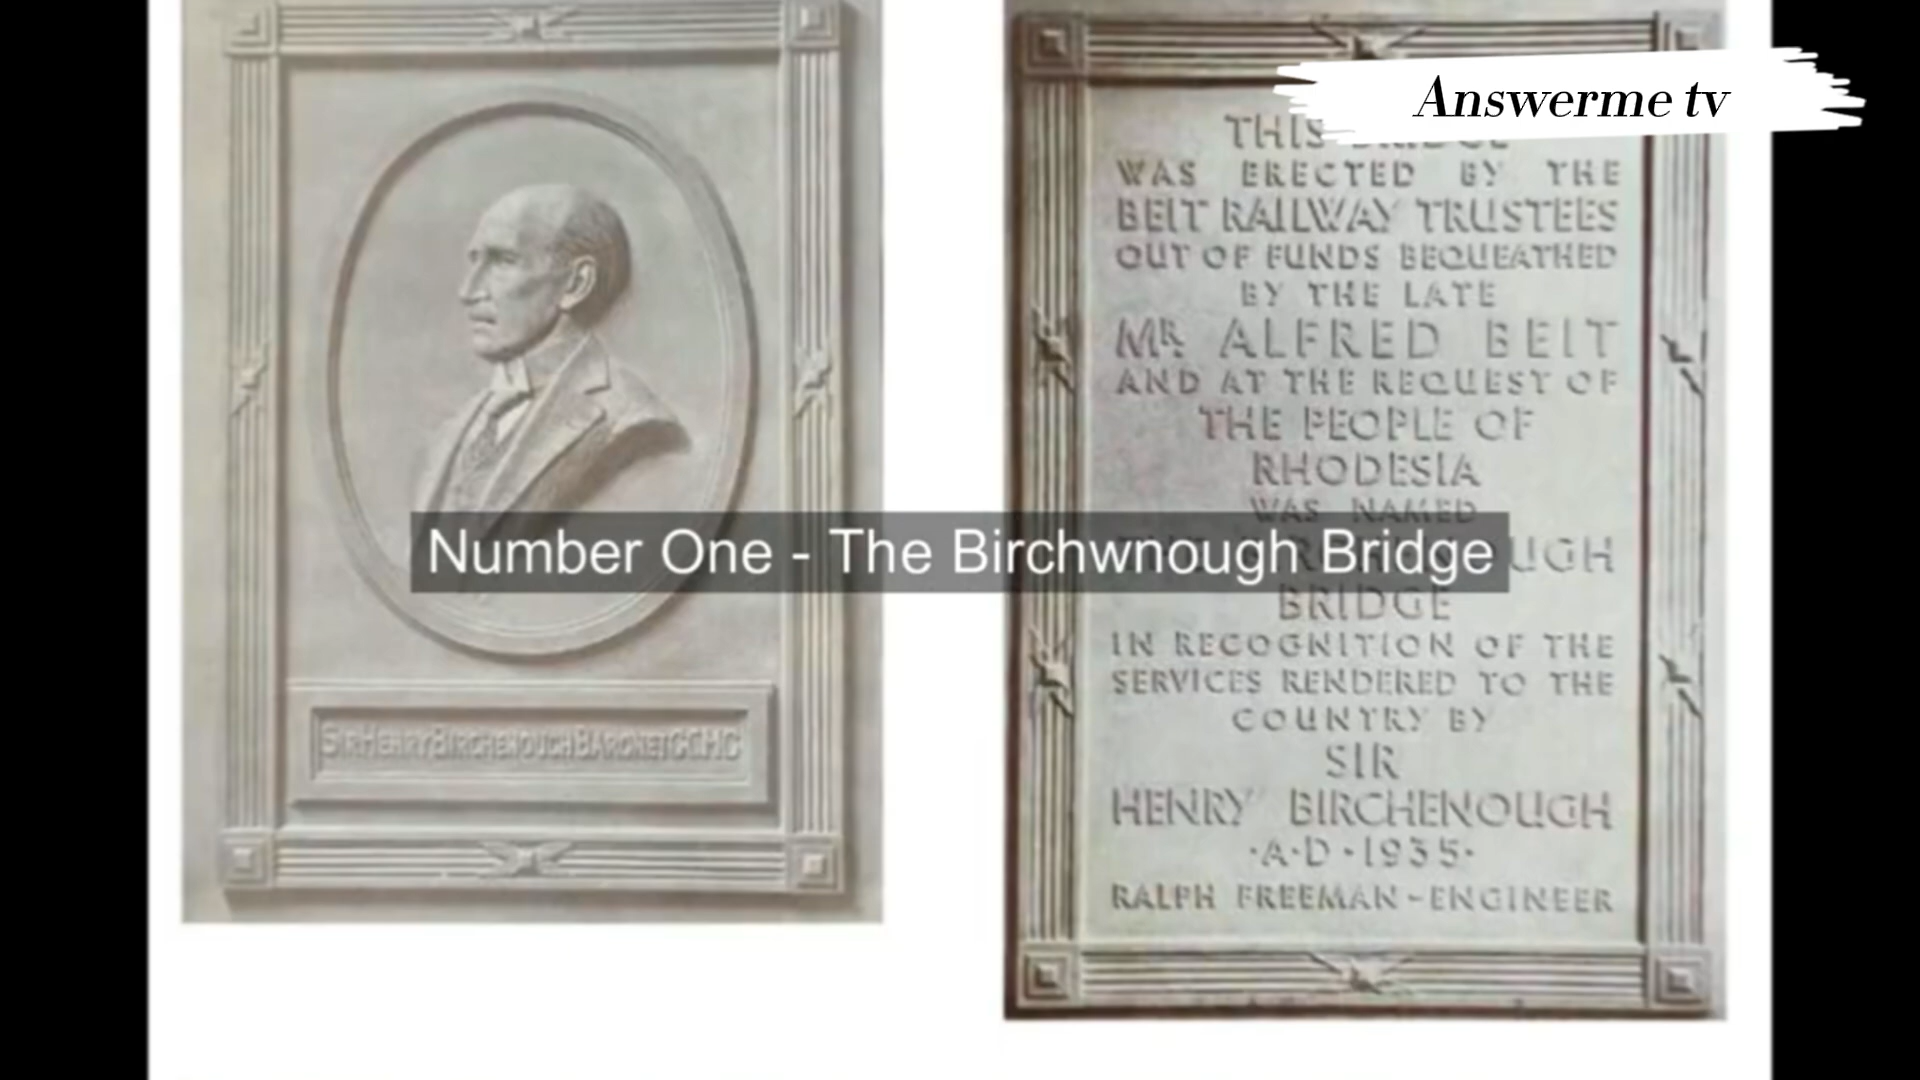 Answerme tv
THIS
WAS ERECTED BY THE
BEIT RAILWAY TRUSTEES
OUT OF FUNDS BEQUEATHED
BY THE LATE
MR. ALFRED BEIT
AND AT THE REQUEST OF
THE PEOPLE OF
RHODESIA
WAS NAMED
Number One - The Birchwnough Bridge
BRIDGE
IN RECOGNITION OF THE
SERVICES RENDERED TO THE
COUNTRY BY
SIR
HENRY BIRCHENOUGH
·A·D·1935·
RALPH FREEMAN-ENGINEER
SIR HENRY BIRCHENOUGH BARONET G.C.M.G